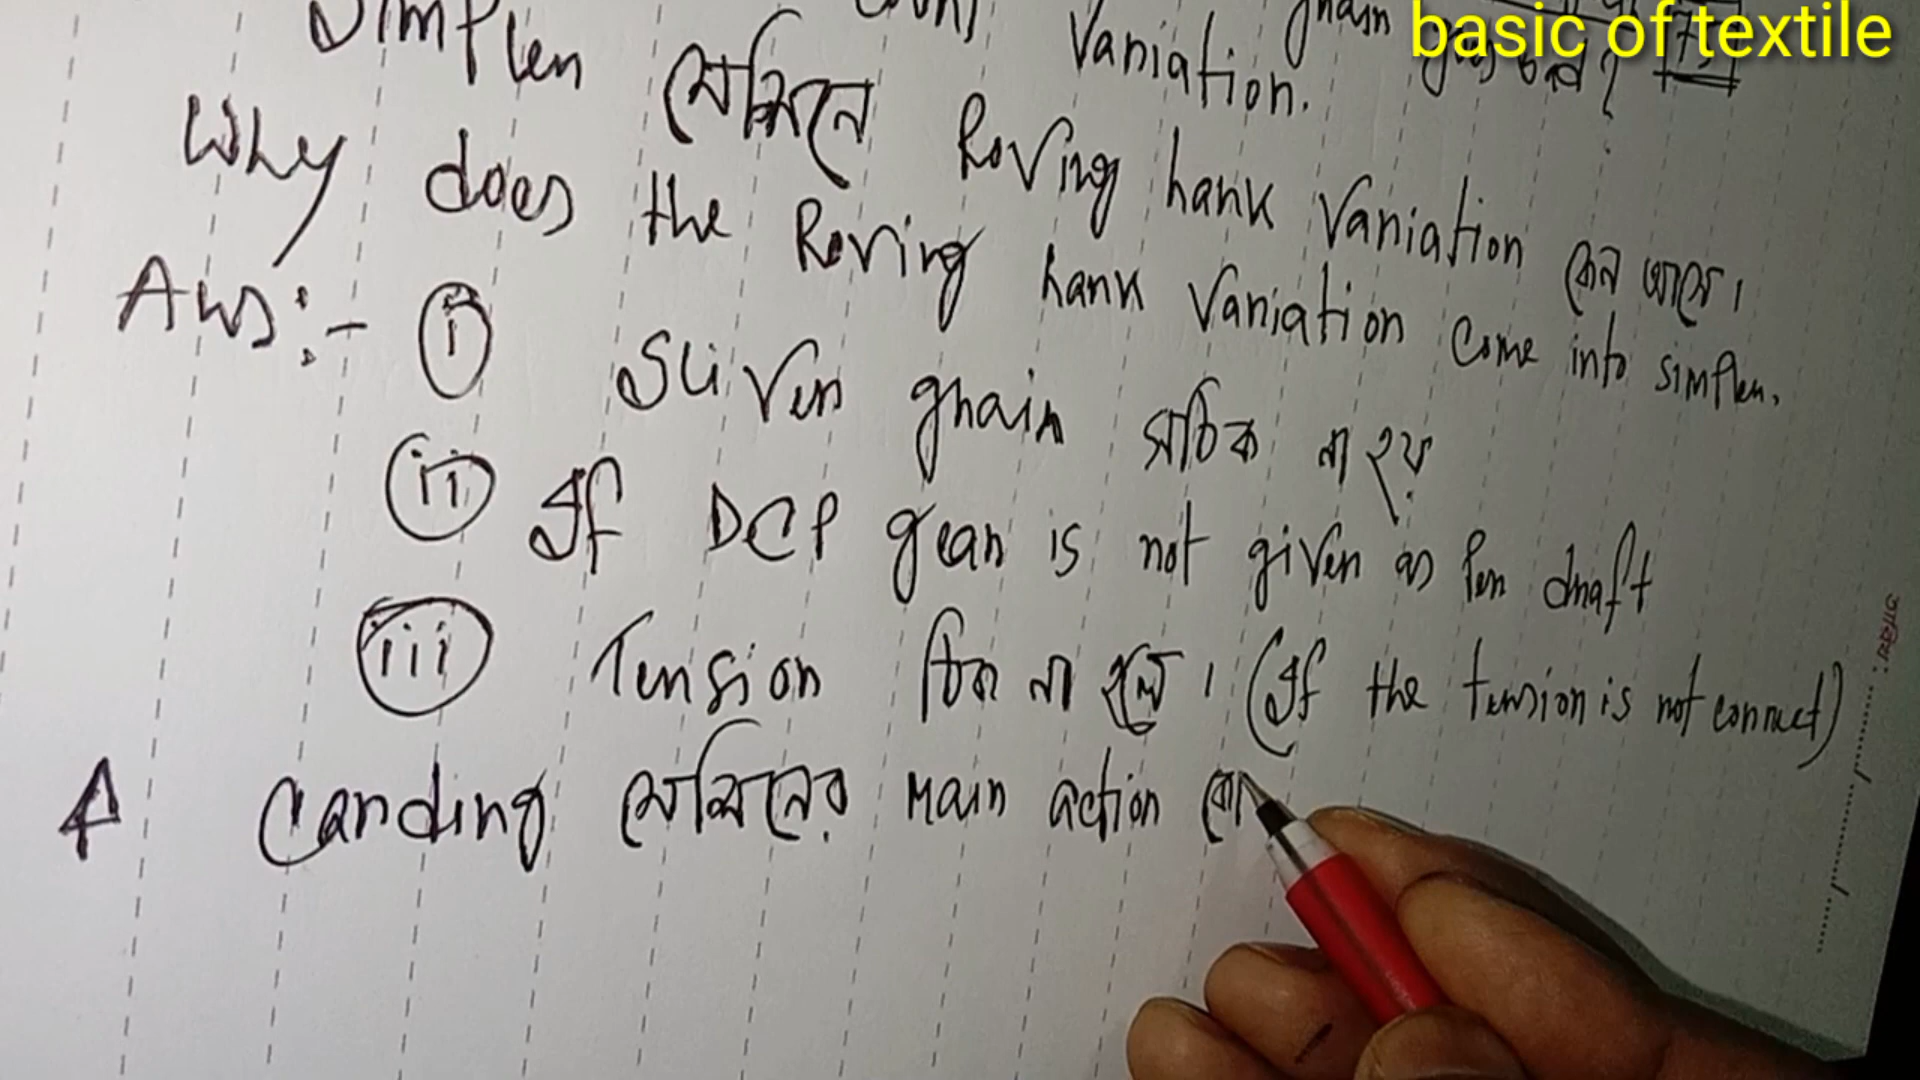 basic of textile
Variation.
Simplex মেসিনে Roving hank Variation কেন আসে।
Why does the Roving hank Variation come into simplex.
Ans:- i Sliver grain সঠিক না হয়
ii If DCP gear is not given as per draft
iii Tension ঠিক না হলে। (If the tension is not correct)
Carding মেসিনের main action কো